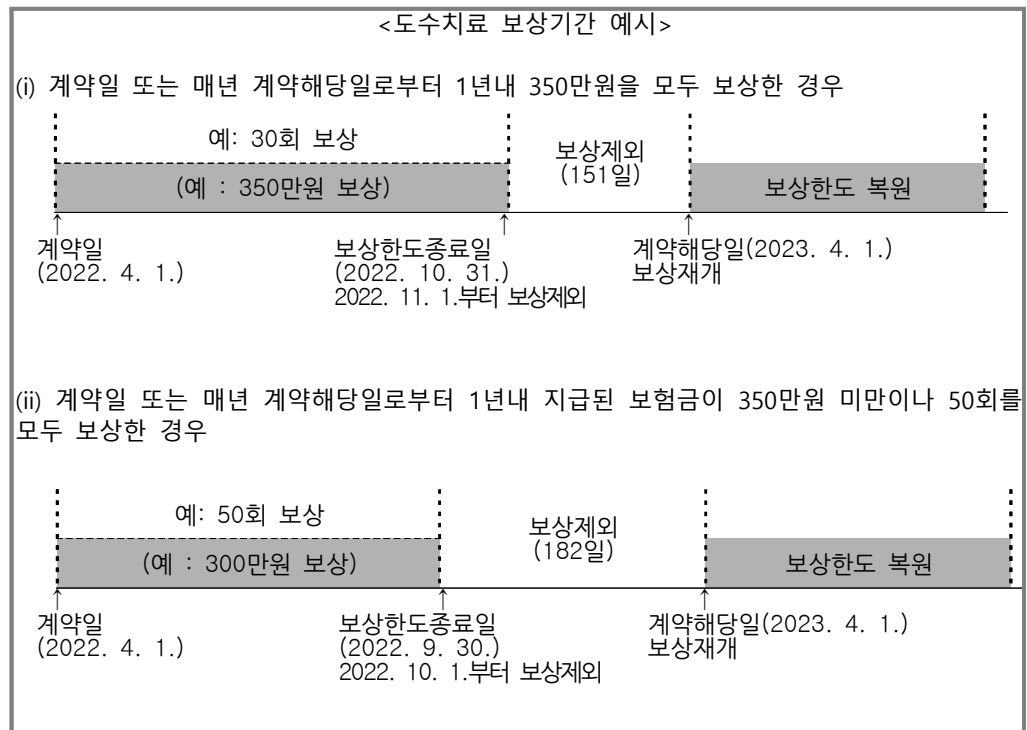 <도수치료 보상기간 예시>
(i) 계약일 또는 매년 계약해당일로부터 1년내 350만원을 모두 보상한 경우
예: 30회 보상
(예 : 350만원 보상)
보상제외
(151일)
보상한도 복원
↑
↑
↑
계약일
(2022. 4. 1.)
보상한도종료일
(2022. 10. 31.)
2022. 11. 1.부터 보상제외
계약해당일(2023. 4. 1.)
보상재개
(ii) 계약일 또는 매년 계약해당일로부터 1년내 지급된 보험금이 350만원 미만이나 50회를
모두 보상한 경우
예: 50회 보상
(예 : 300만원 보상)
보상제외
(182일)
보상한도 복원
↑
↑
↑
계약일
(2022. 4. 1.)
보상한도종료일
(2022. 9. 30.)
2022. 10. 1.부터 보상제외
계약해당일(2023. 4. 1.)
보상재개